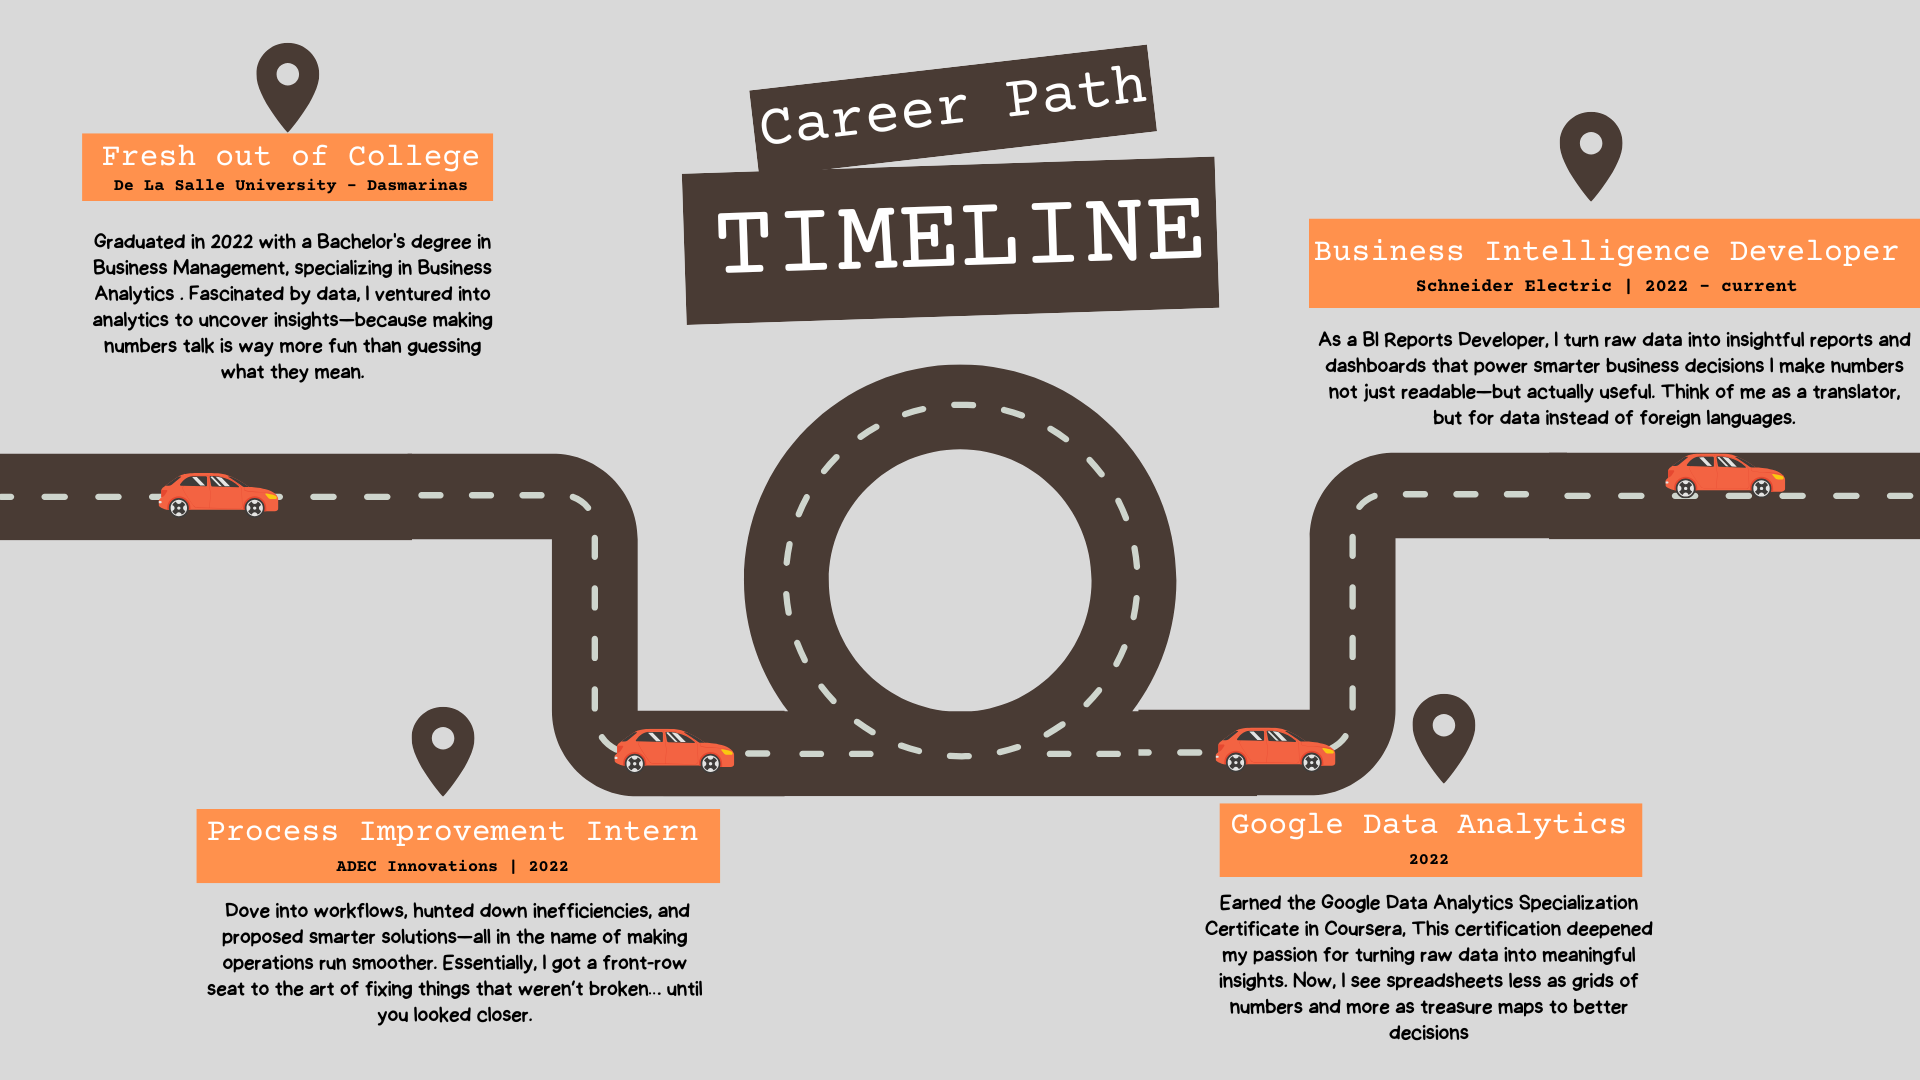 Career Path
TIMELINE
Fresh out of College
De La Salle University - Dasmarinas
Graduated in 2022 with a Bachelor's degree in
Business Management, specializing in Business
Analytics . Fascinated by data, I ventured into
analytics to uncover insights—because making
numbers talk is way more fun than guessing
what they mean.
Process Improvement Intern
ADEC Innovations | 2022
Dove into workflows, hunted down inefficiencies, and
proposed smarter solutions—all in the name of making
operations run smoother. Essentially, I got a front-row
seat to the art of fixing things that weren’t broken... until
you looked closer.
Google Data Analytics
2022
Earned the Google Data Analytics Specialization
Certificate in Coursera, This certification deepened
my passion for turning raw data into meaningful
insights. Now, I see spreadsheets less as grids of
numbers and more as treasure maps to better
decisions
Business Intelligence Developer
Schneider Electric | 2022 - current
As a BI Reports Developer, I turn raw data into insightful reports and
dashboards that power smarter business decisions I make numbers
not just readable—but actually useful. Think of me as a translator,
but for data instead of foreign languages.